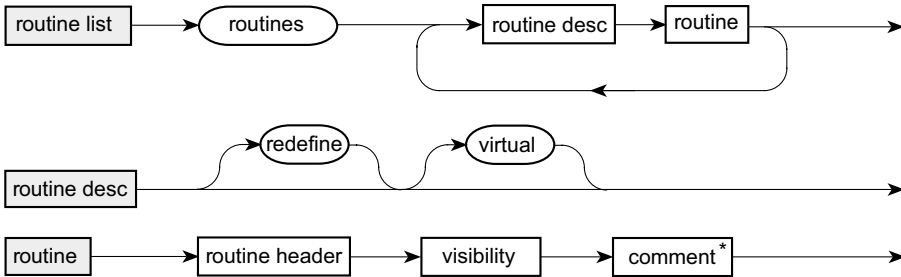 routine list routines routine desc routine
redefine virtual
routine desc
routine routine header visibility comment*